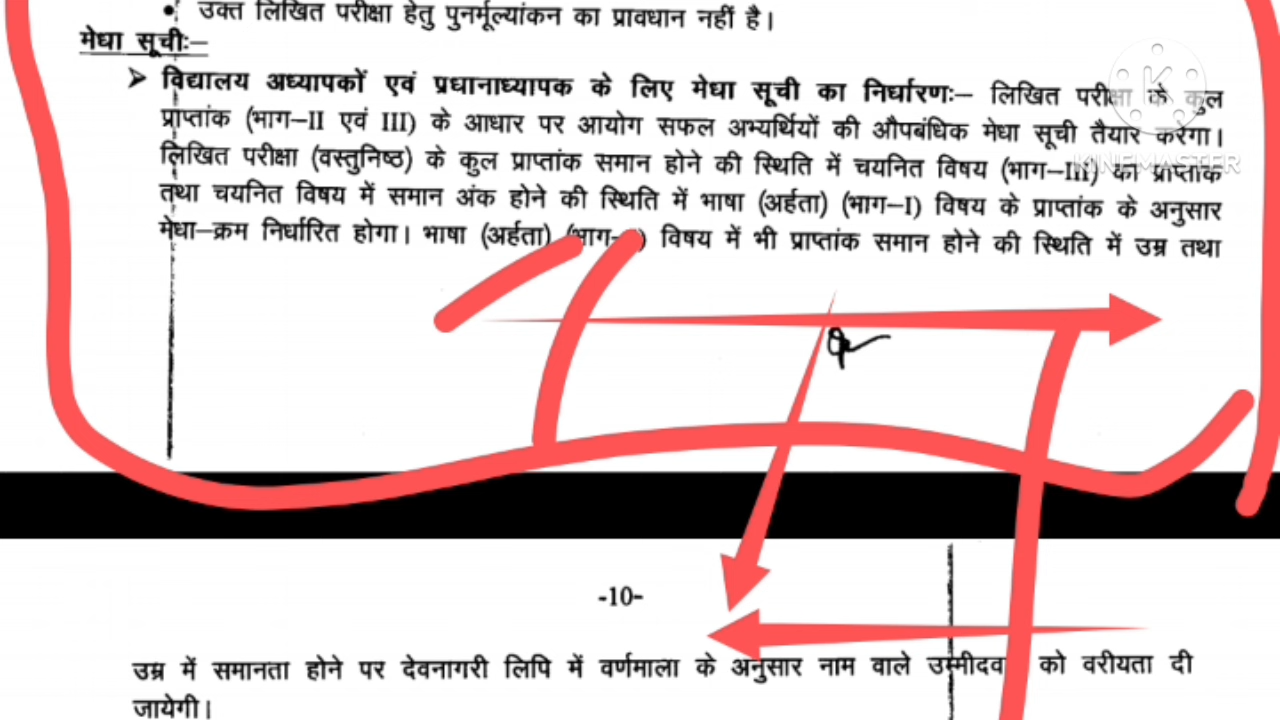 • उक्त लिखित परीक्षा हेतु पुनर्मूल्यांकन का प्रावधान नहीं है।
मेधा सूचीः–
➤ विद्यालय अध्यापकों एवं प्रधानाध्यापक के लिए मेधा सूची का निर्धारणः– लिखित परीक्षा के कुल
प्राप्तांक (भाग–II एवं III) के आधार पर आयोग सफल अभ्यर्थियों की औपबंधिक मेधा सूची तैयार करेगा।
लिखित परीक्षा (वस्तुनिष्ठ) के कुल प्राप्तांक समान होने की स्थिति में चयनित विषय (भाग–III) का प्राप्तांक
तथा चयनित विषय में समान अंक होने की स्थिति में भाषा (अर्हता) (भाग–I) विषय के प्राप्तांक के अनुसार
मेधा–क्रम निर्धारित होगा। भाषा (अर्हता) विषय में भी प्राप्तांक समान होने की स्थिति में उम्र तथा
-10-
उम्र में समानता होने पर देवनागरी लिपि में वर्णमाला के अनुसार नाम वाले को वरीयता दी
जायेगी।
K
KINEMASTER